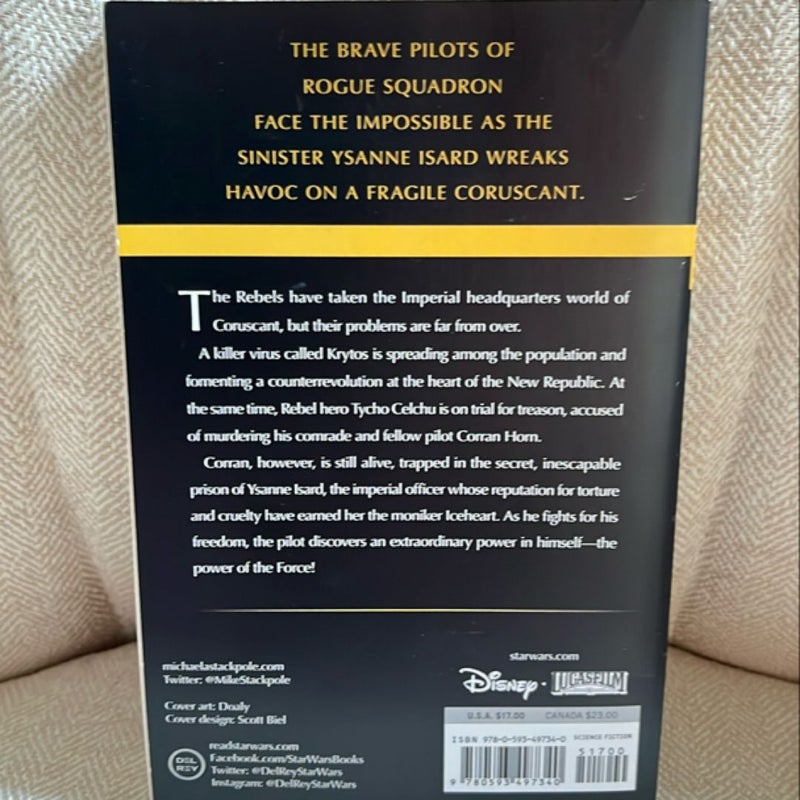 THE BRAVE PILOTS OF
ROGUE SQUADRON
FACE THE IMPOSSIBLE AS THE
SINISTER YSANNE ISARD WREAKS
HAVOC ON A FRAGILE CORUSCANT.
The Rebels have taken the Imperial headquarters world of
Coruscant, but their problems are far from over.
A killer virus called Krytos is spreading among the population and
fomenting a counterrevolution at the heart of the New Republic. At
the same time, Rebel hero Tycho Celchu is on trial for treason, accused
of murdering his comrade and fellow pilot Corran Horn.
Corran, however, is still alive, trapped in the secret, inescapable
prison of Ysanne Isard, the imperial officer whose reputation for torture
and cruelty have earned her the moniker Iceheart. As he fights for his
freedom, the pilot discovers an extraordinary power in himself—the
power of the Force!
michaelastackpole.com
Twitter: @MikeStackpole
Cover art: Doaly
Cover design: Scott Biel
DEL REY
readstarwars.com
Facebook.com/StarWarsBooks
Twitter: @DelReyStarWars
Instagram: @DelReyStarWars
starwars.com
Disney · LUCASFILM
U.S.A. $17.00 CANADA $23.00
ISBN 978-0-593-49734-0 SCIENCE FICTION
51700
9 780593 497340